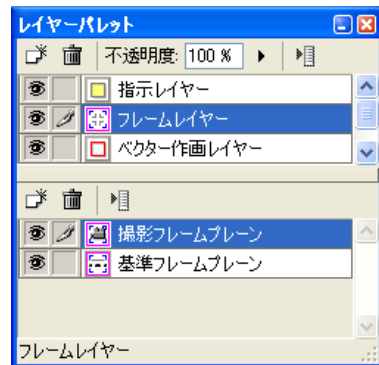 レイヤーパレット
不透明度: 100 %
指示レイヤー
フレームレイヤー
ベクター作画レイヤー
撮影フレームプレーン
基準フレームプレーン
フレームレイヤー